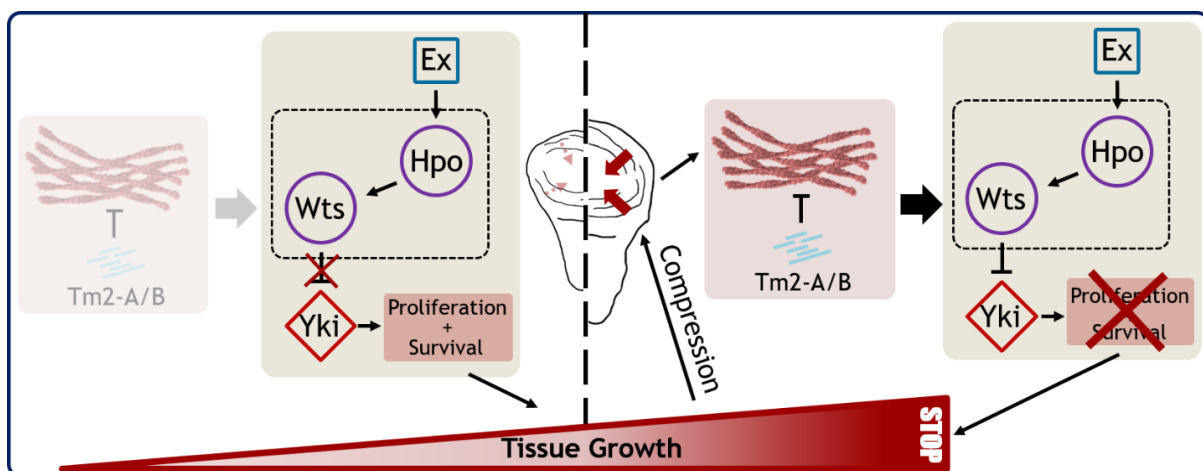 Ex
Hpo
Wts
Yki
Proliferation
+
Survival
T
Tm2-A/B
Compression
T
Tm2-A/B
Ex
Hpo
Wts
Yki
Proliferation
Survival
Tissue Growth
STOP